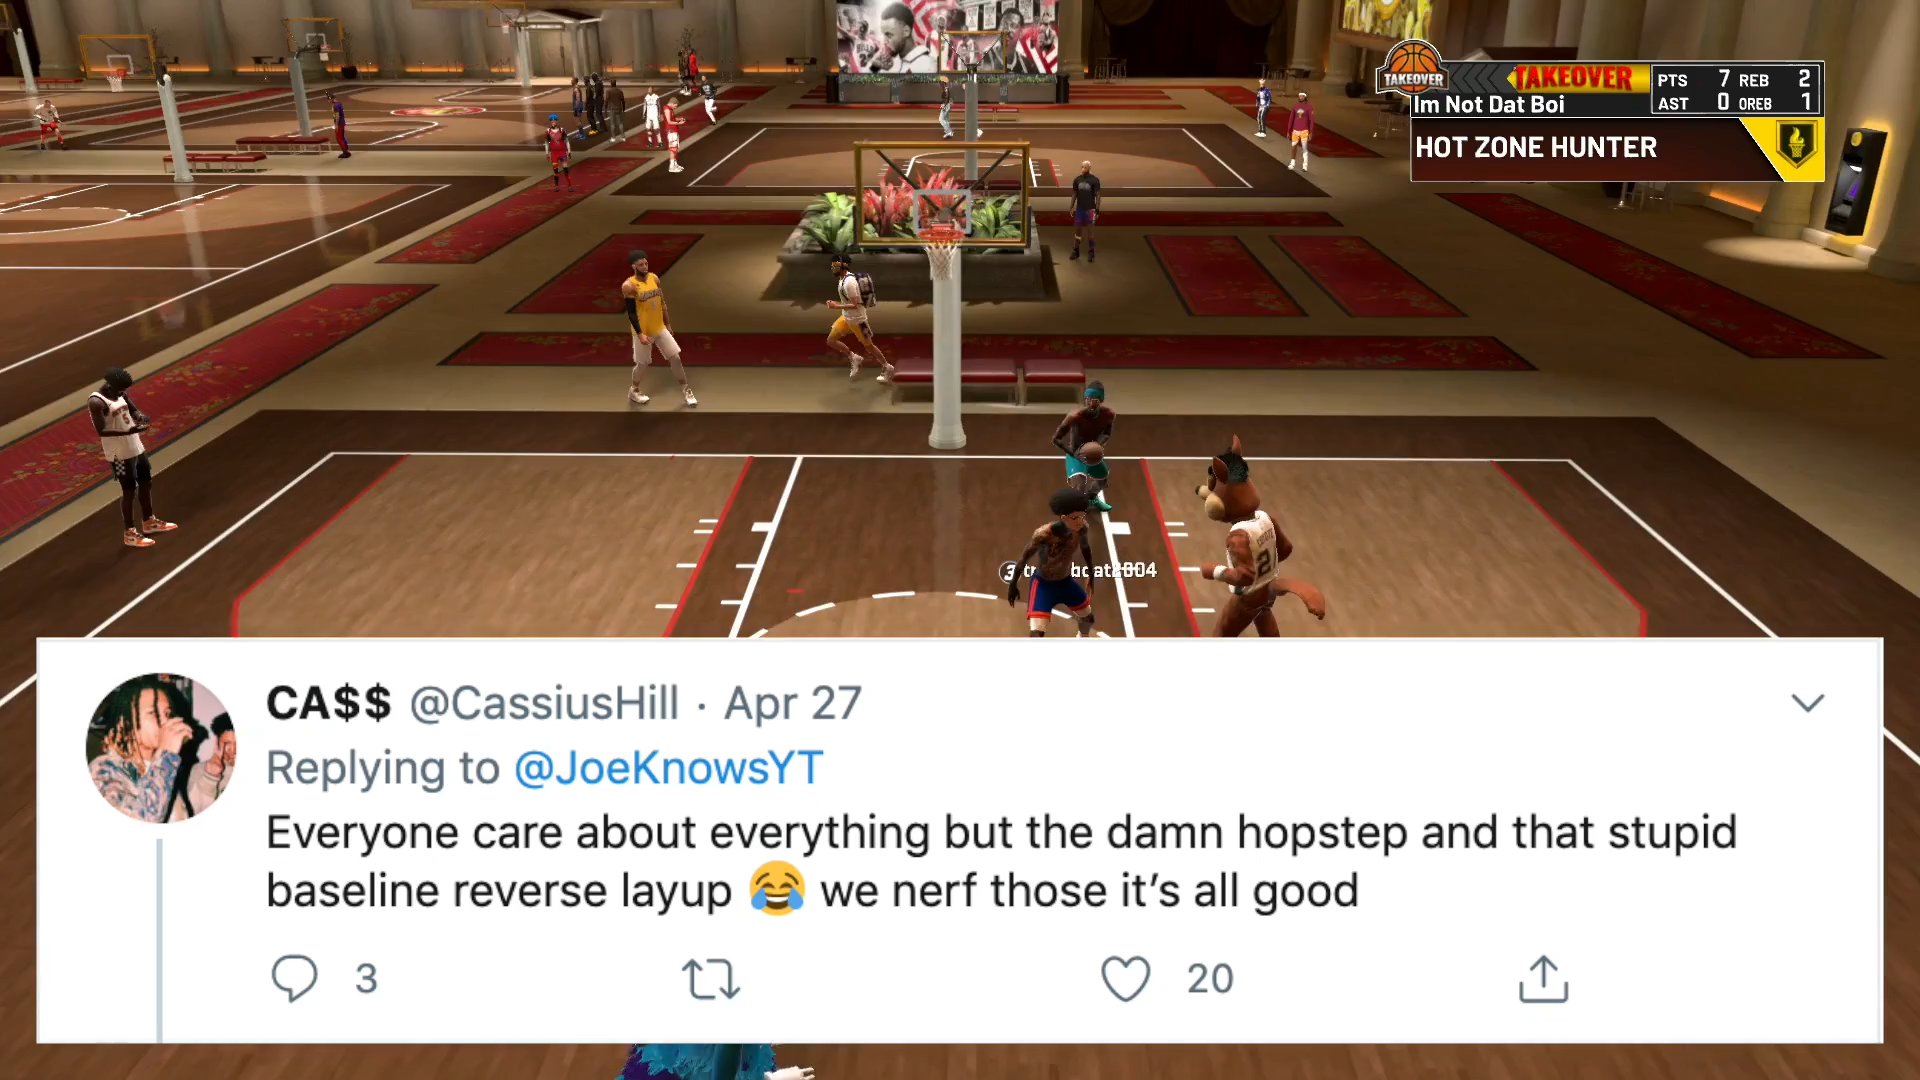 TAKEOVER
TAKEOVER
PTS 7 REB 2
Im Not Dat Boi
AST 0 OREB 1
HOT ZONE HUNTER
2
CA$$ @CassiusHill · Apr 27
Replying to @JoeKnowsYT
Everyone care about everything but the damn hopstep and that stupid
baseline reverse layup 😂 we nerf those it’s all good
3
20